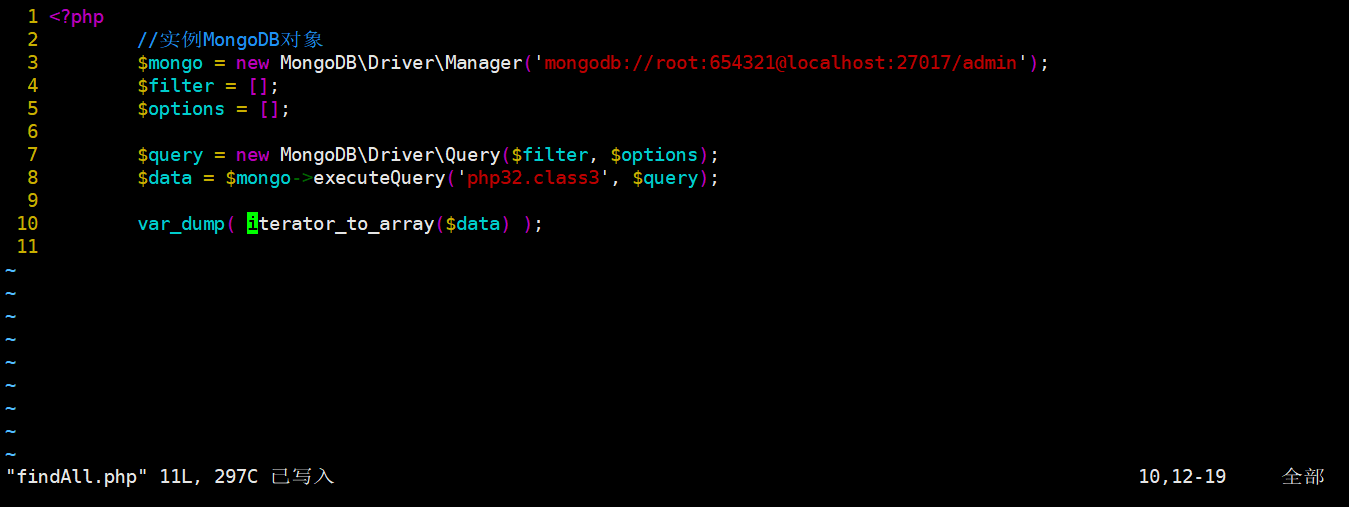 1 <?php
2 //实例MongoDB对象
3 $mongo = new MongoDB\Driver\Manager('mongodb://root:654321@localhost:27017/admin');
4 $filter = [];
5 $options = [];
6
7 $query = new MongoDB\Driver\Query($filter, $options);
8 $data = $mongo->executeQuery('php32.class3', $query);
9
10 var_dump( iterator_to_array($data) );
11
~
~
~
~
~
~
~
~
~
"findAll.php" 11L, 297C 已写入 10,12-19 全部